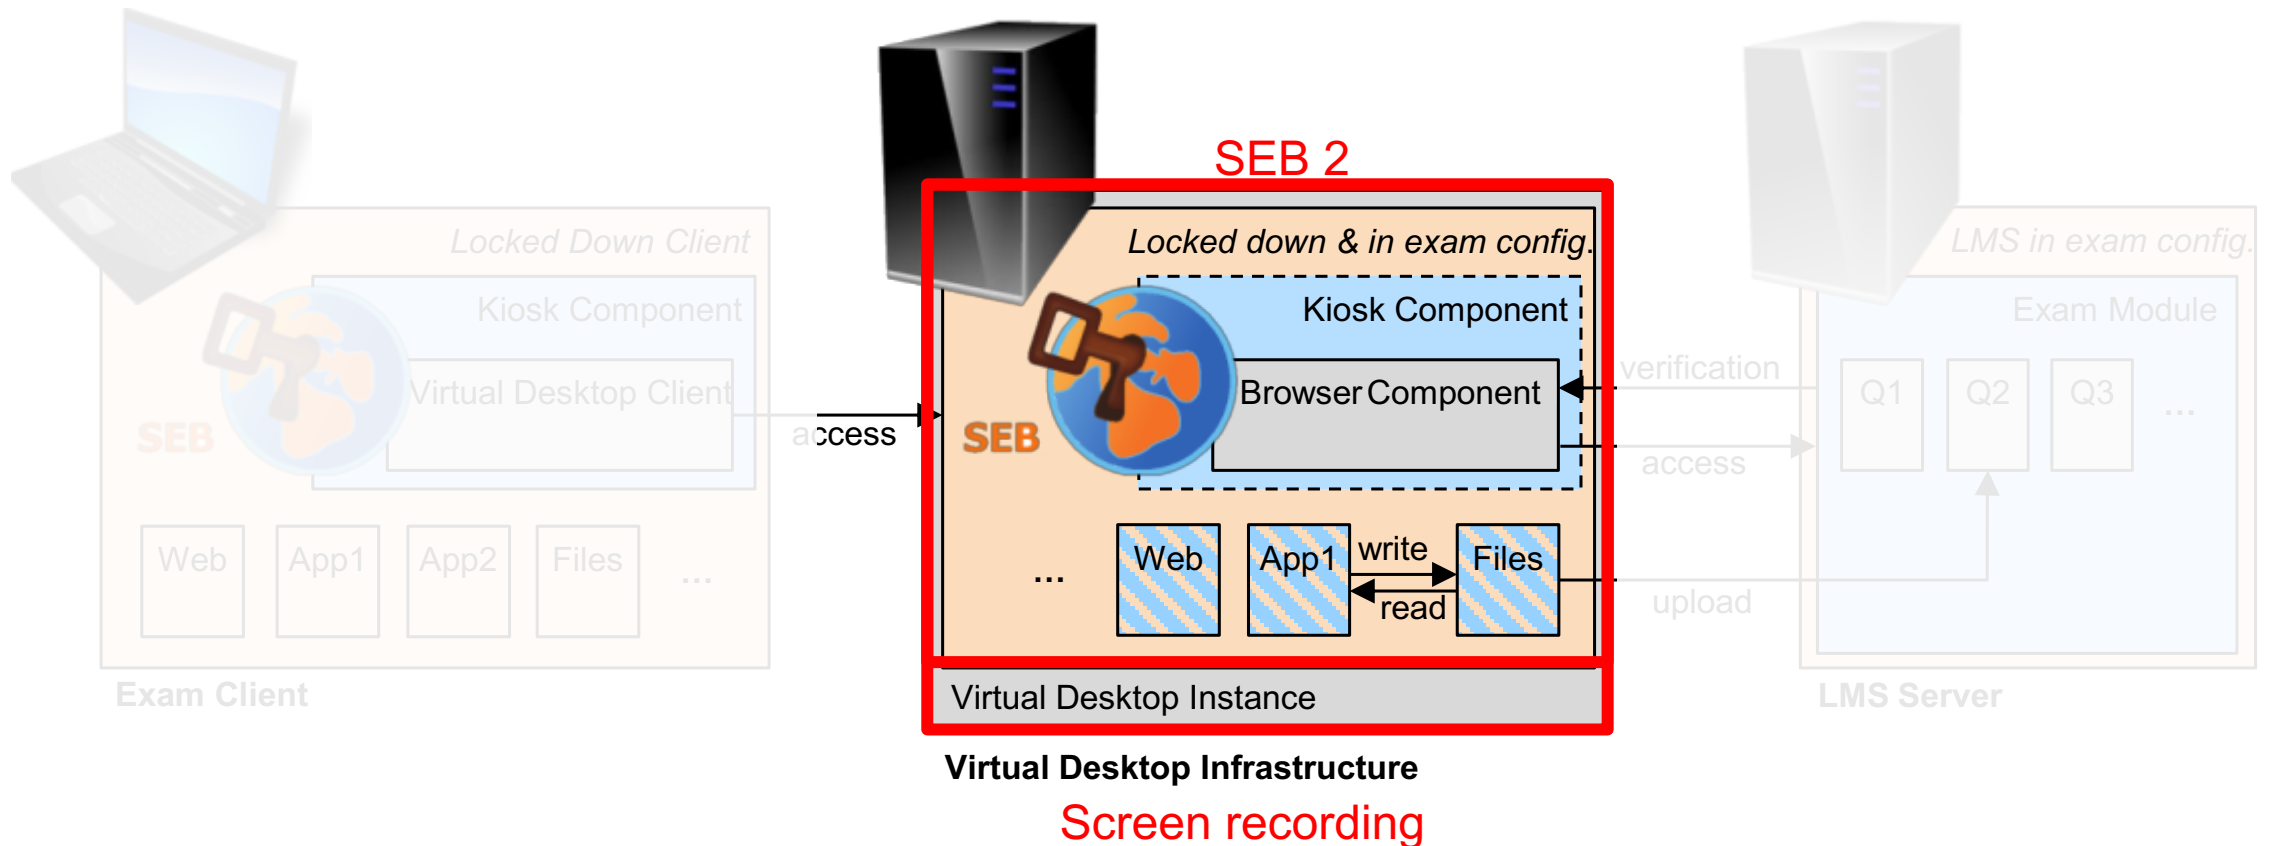 SEB 2
Locked Down Client
Kiosk Component
Virtual Desktop Client
SEB
access
Web
App1
App2
Files
...
Exam Client
Locked down & in exam config.
Kiosk Component
Browser Component
SEB
...
Web
App1
write
read
Files
Virtual Desktop Instance
Virtual Desktop Infrastructure
Screen recording
verification
access
upload
LMS in exam config.
Exam Module
Q1
Q2
Q3
...
LMS Server